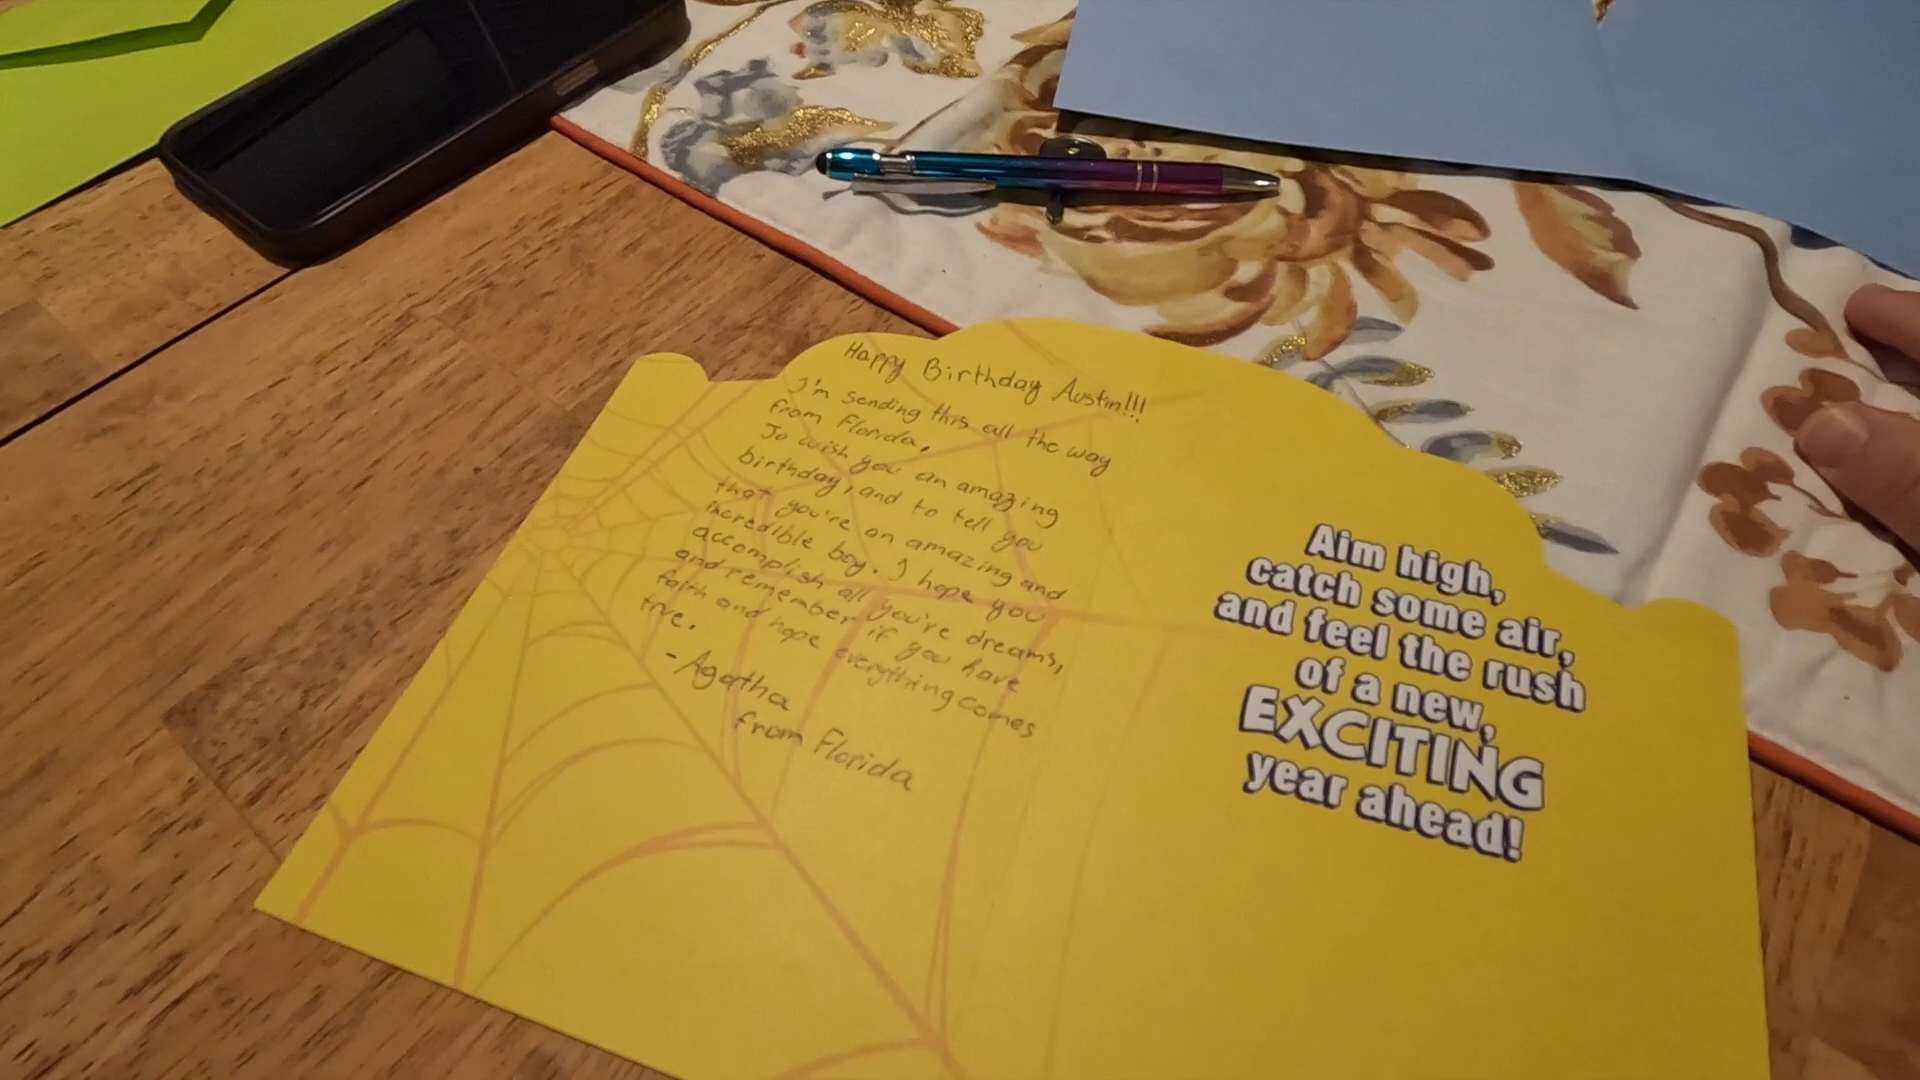 Happy Birthday Austin!!!
I'm sending this all the way
from Florida,
To wish you an amazing
birthday, and to tell you
that you're an amazing and
incredible boy. I hope you
accomplish all you're dreams,
and remember if you have
faith and hope everything comes
true.
-Agatha
from Florida
Aim high,
catch some air,
and feel the rush
of a new,
EXCITING
year ahead!